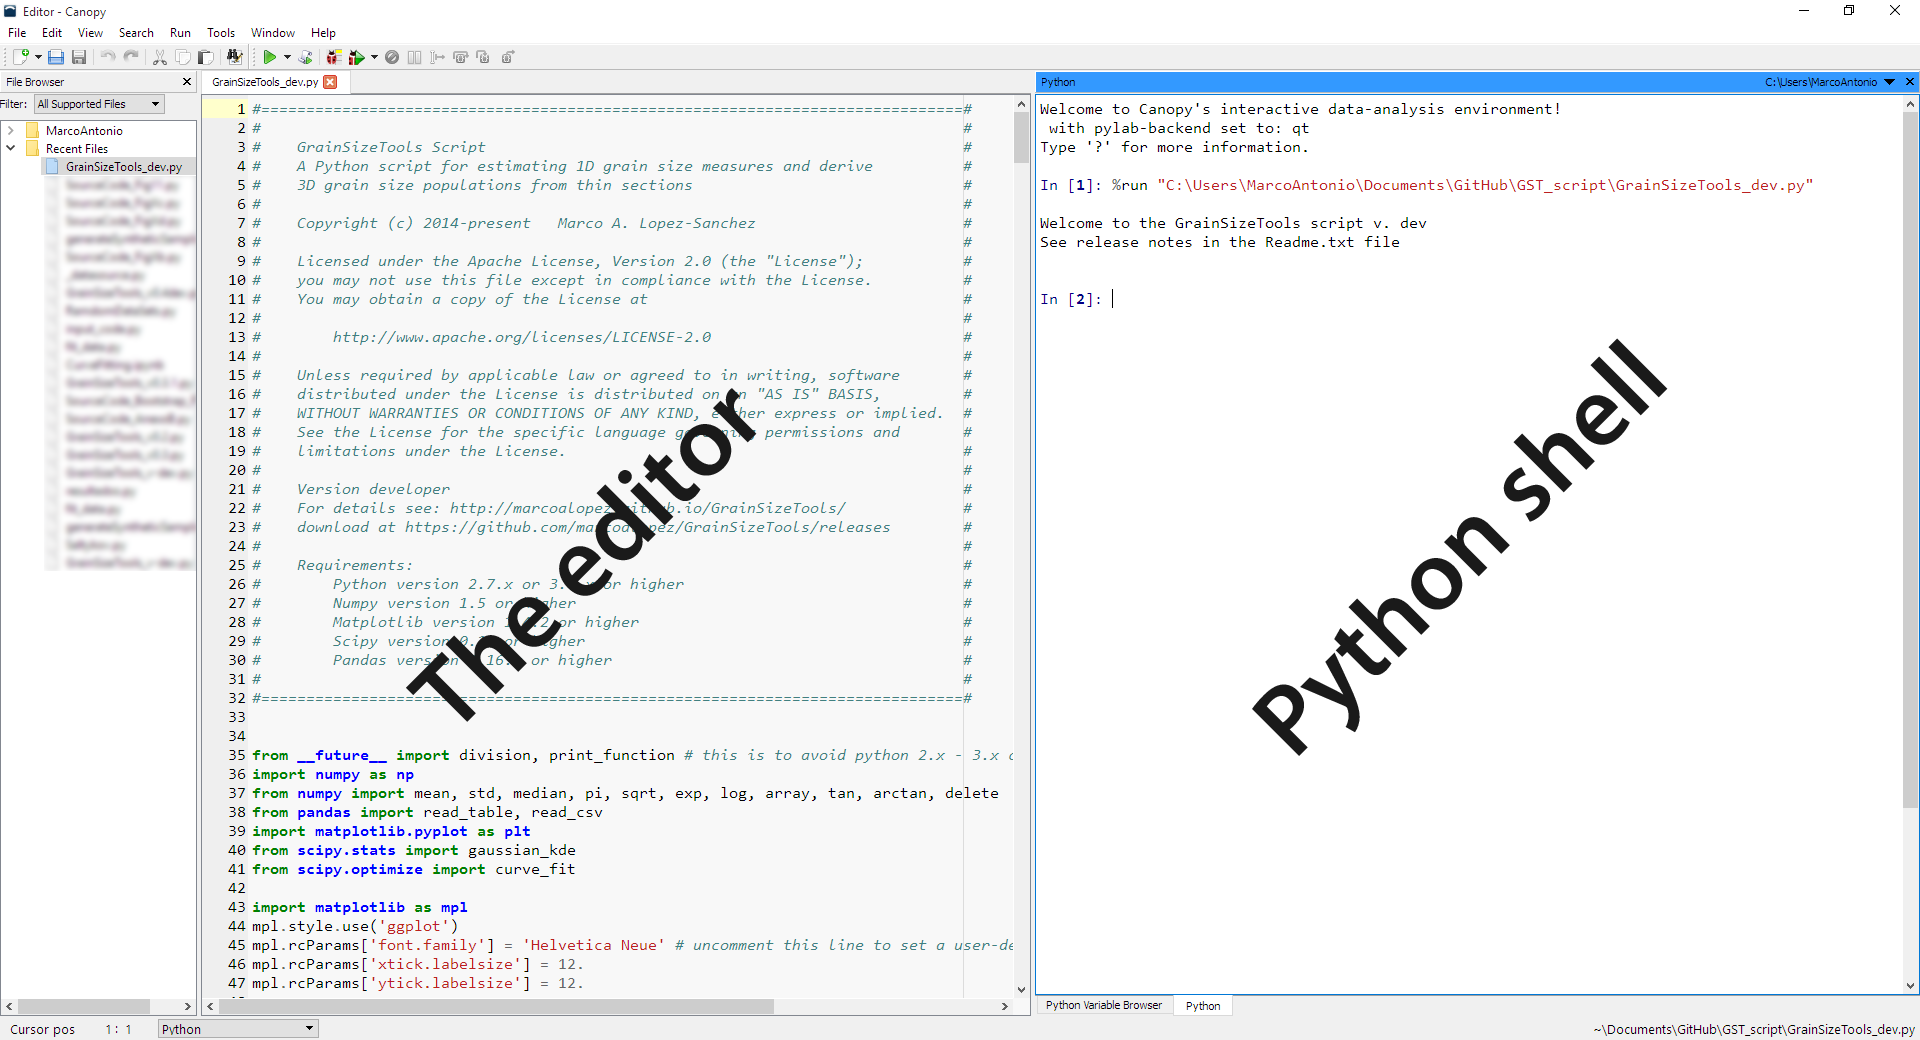 Editor - Canopy
File Edit View Search Run Tools Window Help
File Browser
Filter: All Supported Files
MarcoAntonio
Recent Files
GrainSizeTools_dev.py
GrainSizeTools_dev.py
1 #==============================================================================#
2 # #
3 # GrainSizeTools Script #
4 # A Python script for estimating 1D grain size measures and derive #
5 # 3D grain size populations from thin sections #
6 # #
7 # Copyright (c) 2014-present Marco A. Lopez-Sanchez #
8 # #
9 # Licensed under the Apache License, Version 2.0 (the "License"); #
10 # you may not use this file except in compliance with the License. #
11 # You may obtain a copy of the License at #
12 # #
13 # http://www.apache.org/licenses/LICENSE-2.0 #
14 # #
15 # Unless required by applicable law or agreed to in writing, software #
16 # distributed under the License is distributed on an "AS IS" BASIS, #
17 # WITHOUT WARRANTIES OR CONDITIONS OF ANY KIND, either express or implied. #
18 # See the License for the specific language governing permissions and #
19 # limitations under the License. #
20 # #
21 # Version developer #
22 # For details see: http://marcoalopez.github.io/GrainSizeTools/ #
23 # download at https://github.com/marcoalopez/GrainSizeTools/releases #
24 # #
25 # Requirements: #
26 # Python version 2.7.x or 3. or higher #
27 # Numpy version 1.5 or higher #
28 # Matplotlib version or higher #
29 # Scipy version or higher #
30 # Pandas version or higher #
31 # #
32 #==============================================================================#
33
34
35 from __future__ import division, print_function # this is to avoid python 2.x - 3.x
36 import numpy as np
37 from numpy import mean, std, median, pi, sqrt, exp, log, array, tan, arctan, delete
38 from pandas import read_table, read_csv
39 import matplotlib.pyplot as plt
40 from scipy.stats import gaussian_kde
41 from scipy.optimize import curve_fit
42
43 import matplotlib as mpl
44 mpl.style.use('ggplot')
45 mpl.rcParams['font.family'] = 'Helvetica Neue' # uncomment this line to set a user-de
46 mpl.rcParams['xtick.labelsize'] = 12.
47 mpl.rcParams['ytick.labelsize'] = 12.
The editor
Python C:\Users\MarcoAntonio
Welcome to Canopy's interactive data-analysis environment!
with pylab-backend set to: qt
Type '?' for more information.
In [1]: %run "C:\Users\MarcoAntonio\Documents\GitHub\GST_script\GrainSizeTools_dev.py"
Welcome to the GrainSizeTools script v. dev
See release notes in the Readme.txt file
In [2]:
Python shell
Python Variable Browser Python
Cursor pos 1 : 1 Python
~\Documents\GitHub\GST_script\GrainSizeTools_dev.py